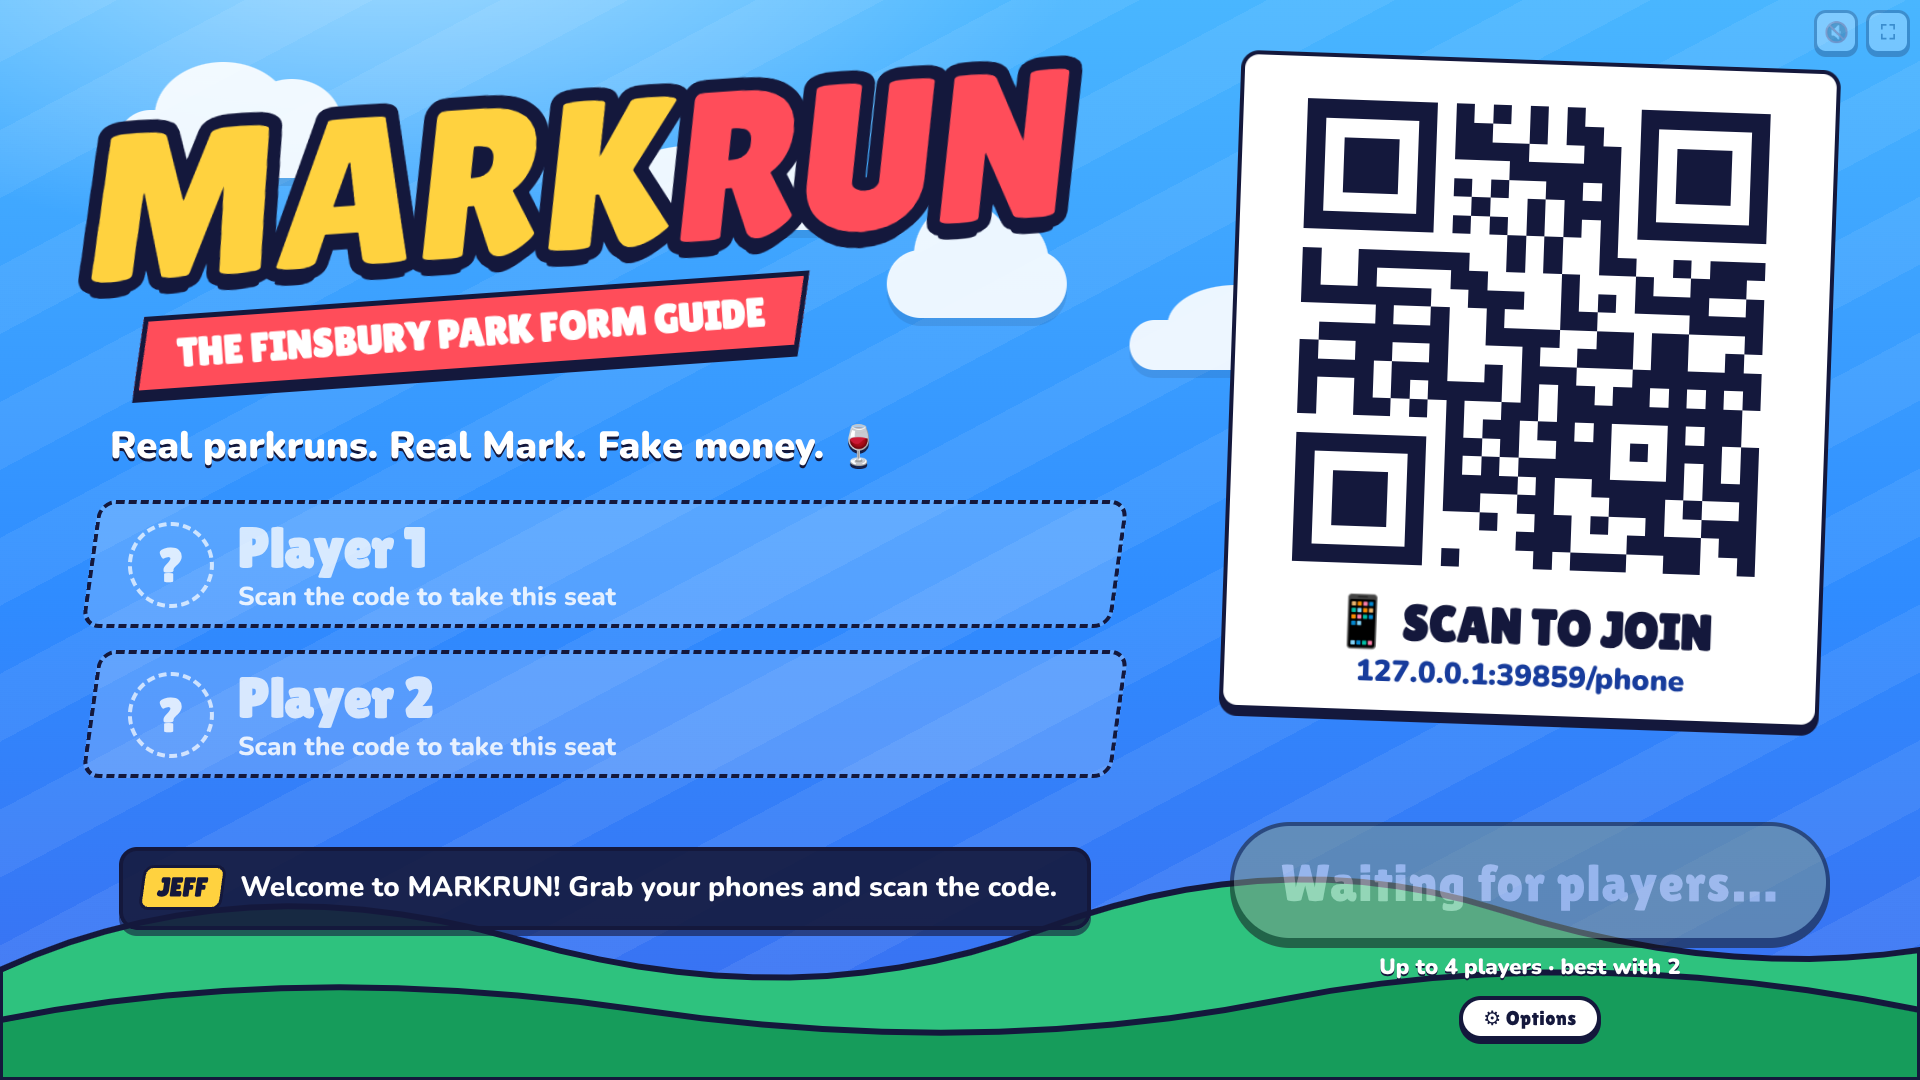 MARKRUN
THE FINSBURY PARK FORM GUIDE
Real parkruns. Real Mark. Fake money.
?
Player 1
Scan the code to take this seat
?
Player 2
Scan the code to take this seat
JEFF Welcome to MARKRUN! Grab your phones and scan the code.
SCAN TO JOIN
127.0.0.1:39859/phone
Waiting for players...
Up to 4 players · best with 2
Options